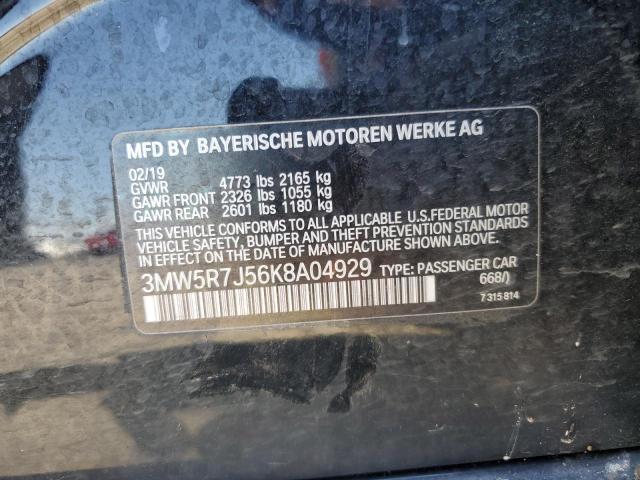 MFD BY BAYERISCHE MOTOREN WERKE AG
02/19
GVWR 4773 lbs 2165 kg
GAWR FRONT 2326 lbs 1055 kg
GAWR REAR 2601 lbs 1180 kg
THIS VEHICLE CONFORMS TO ALL APPLICABLE U.S.FEDERAL MOTOR
VEHICLE SAFETY, BUMPER AND THEFT PREVENTION STANDARDS
IN EFFECT ON THE DATE OF MANUFACTURE SHOWN ABOVE.
3MW5R7J56K8A04929 TYPE: PASSENGER CAR
668/)
7 315 814